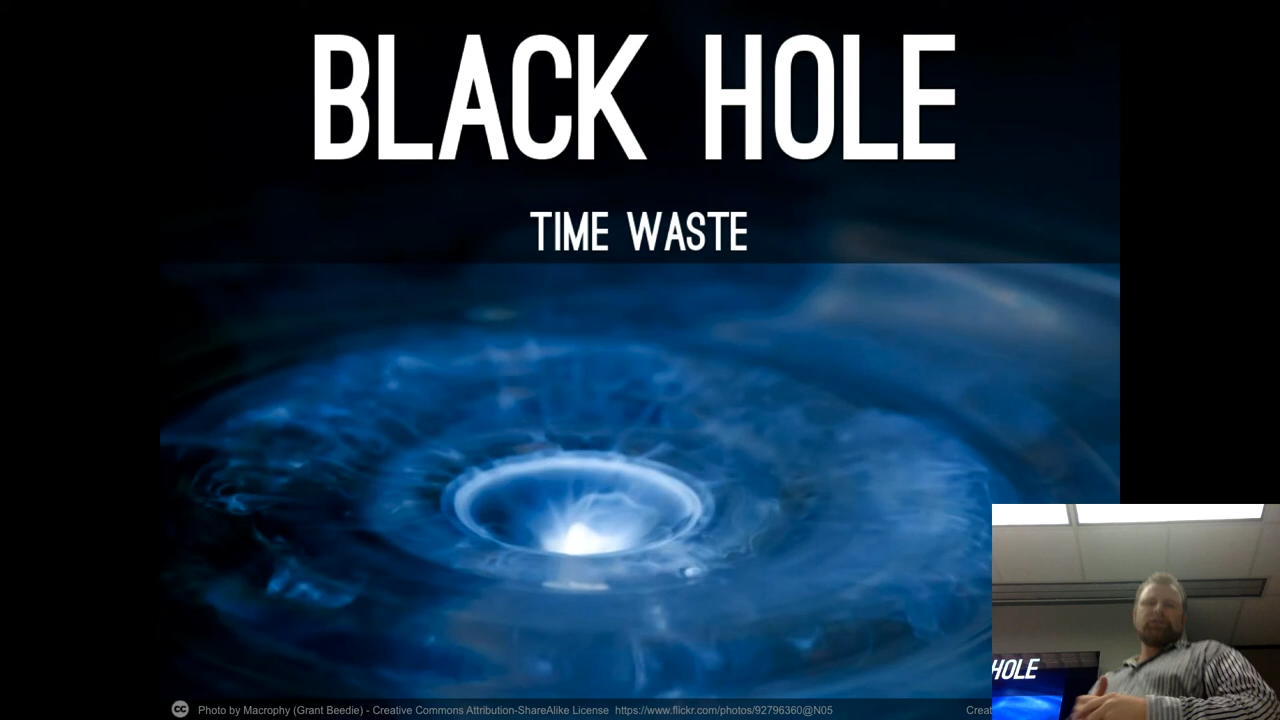 BLACK HOLE
TIME WASTE
HOLE
cc Photo by Macrophy (Grant Beedie) - Creative Commons Attribution-ShareAlike License https://www.flickr.com/photos/92796360@N05